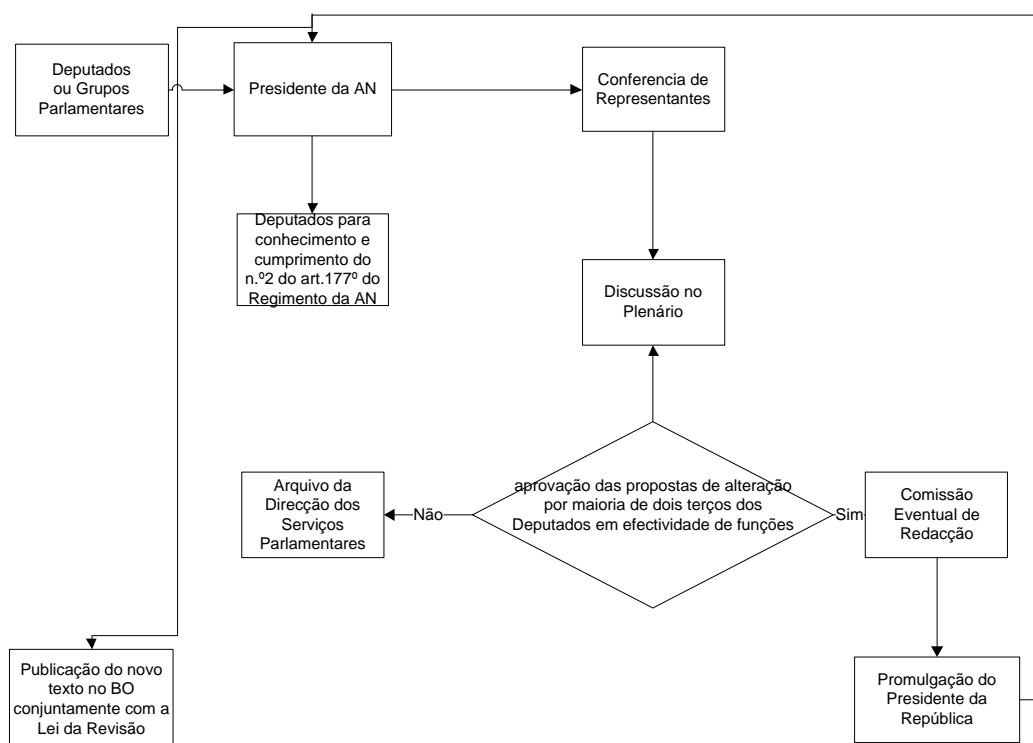 Deputados
ou Grupos
Parlamentares
Presidente da AN
Conferencia de
Representantes
Deputados para
conhecimento e
cumprimento do
n.º2 do art.177º do
Regimento da AN
Discussão no
Plenário
aprovação das propostas de alteração
por maioria de dois terços dos
Deputados em efectividade de funções
Não
Sim
Arquivo da
Direcção dos
Serviços
Parlamentares
Comissão
Eventual de
Redacção
Publicação do novo
texto no BO
conjuntamente com a
Lei da Revisão
Promulgação do
Presidente da
República